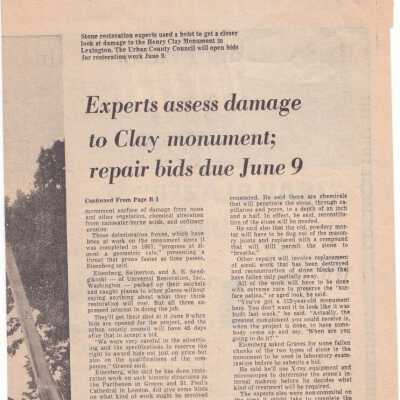 Stone restoration experts used a hoist to get a closer
look at damage to the Henry Clay Monument in
Lexington. The Urban County Council will open bids
for restoration work June 9.
Experts assess damage
to Clay monument;
repair bids due June 9
Continued From Page B 1
monument surface of damage from moss
and other vegetation, chemical alteration
from rainwater-borne acids, and ordinary
erosion.
Those deteriorating forces, which have
been at work on the monument since it
was completed in 1861, "progresses at al-
most a geometric rate," presenting a
threat that grows faster as time passes,
Eisenberg said.
Eisenberg, Swinerton, and A. R.
of Universal Restoration, Inc.,
Washington — picked up their satchels
and caught planes to other places without
saying anything about what they think
restoration will cost. But all three ex-
pressed interest in doing the job.
They'll get their shot at it June 9 when
bids are opened for the project, and the
urban county council will have 45 days
after that to accept one.
"We were very careful in the advertis-
ing and the specifications to reserve the
right to award bids not just on price but
also on the qualifications of the com-
panies," Graves said.
Eisenberg, who said he has done resto-
ration work on such historic structures as
the Parthenon in Greece and St. Paul's
Cathedral in London, did give some hints
on what kind of work might be involved
remained. He said there are chemicals
that will penetrate the stone, through ca-
pillaries and pores, to a depth of an inch
and a half. In effect, he said, reconstitu-
tion of the stone will be needed.
He said also that the old, powdery mor-
tar will have to be dug out of the mason-
ry joints and replaced with a compound
that will still permit the stone to
"breathe."
Other repairs will involve replacement
of metal work that has been destroyed
and reconstruction of stone blocks that
have fallen only partially away.
All of the work will have to be done
with extreme care to preserve the "sur-
face patina," or aged look, he said.
"You've got a 115-year-old monument
here. You don't want it to look like it was
built last week," he said. "Actually, the
greatest compliment you could receive is,
when the project is done, to have some-
body come up and say, 'When are you
going to do it?' "
Eisenberg asked Graves for some fallen
chunks of the two types of stone in the
monument to be used in laboratory exam-
ination before he submits a bid.
He said he'll use X-ray equipment and
microscopes to determine the stone's in-
ternal makeup before he decides what
kind of treatment will be required.
The experts also were non-commital on